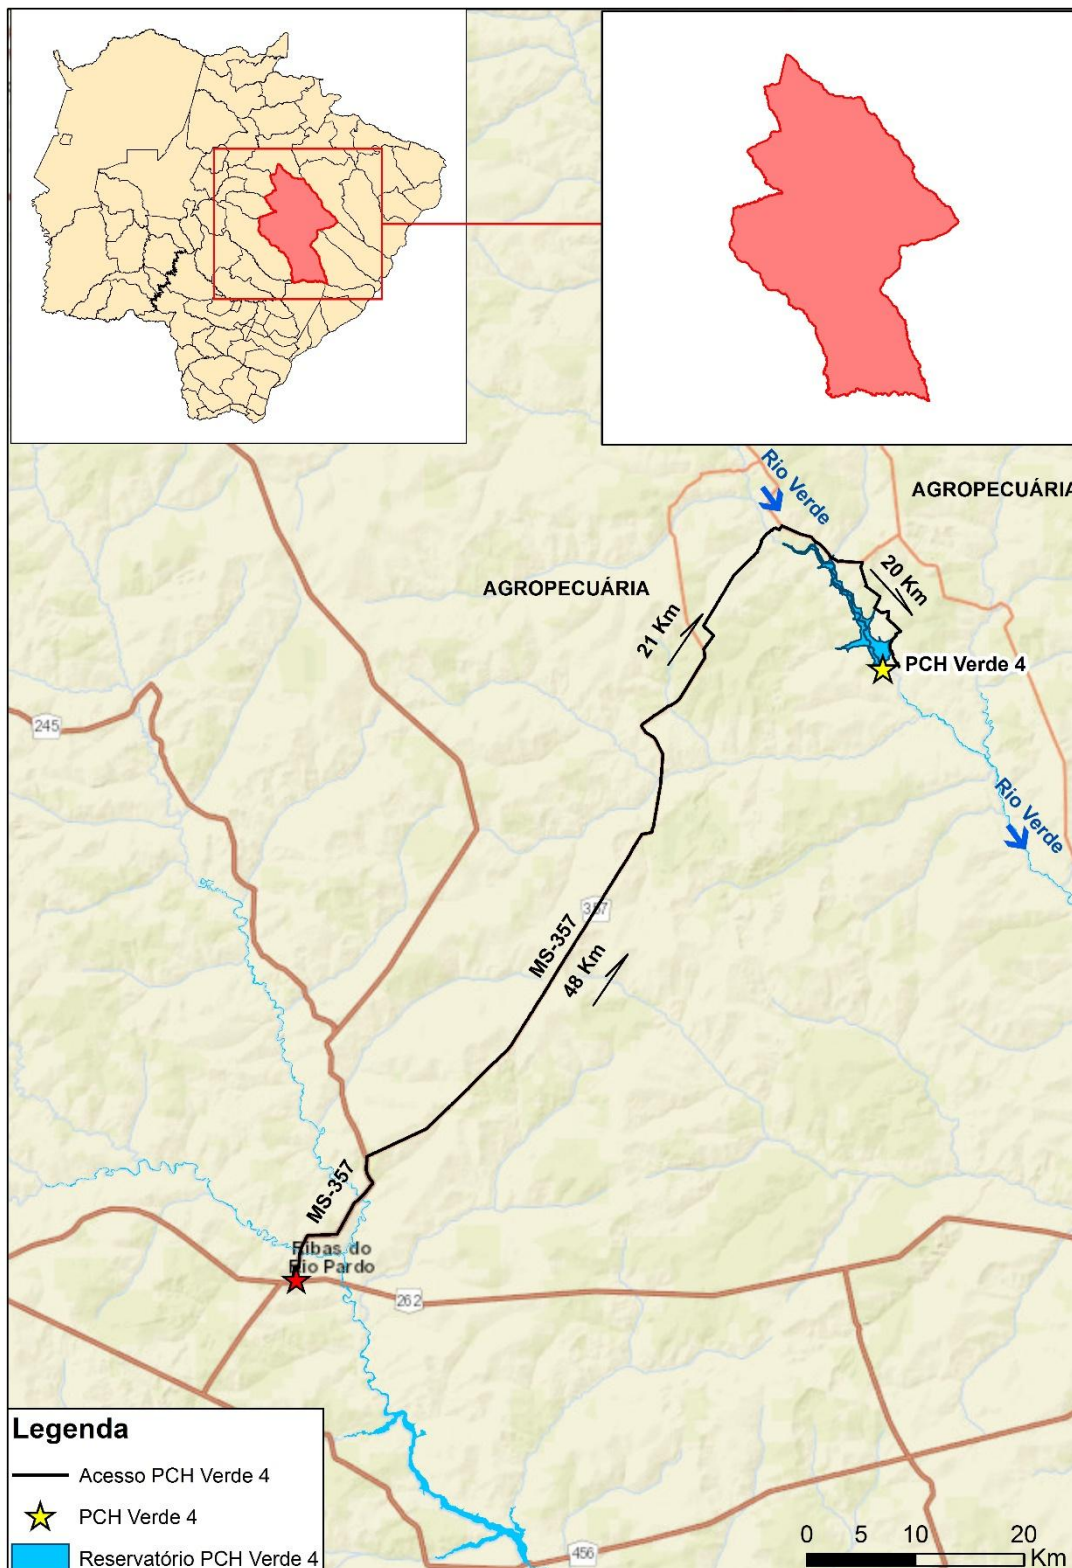 Rio Verde
AGROPECUÁRIA
AGROPECUÁRIA
20 Km
21 Km
PCH Verde 4
245
Rio Verde
357
MS-357
48 Km
MS-357
Ribas do
Rio Pardo
262
Legenda
Acesso PCH Verde 4
PCH Verde 4
Reservatório PCH Verde 4
456
0 5 10 20
Km